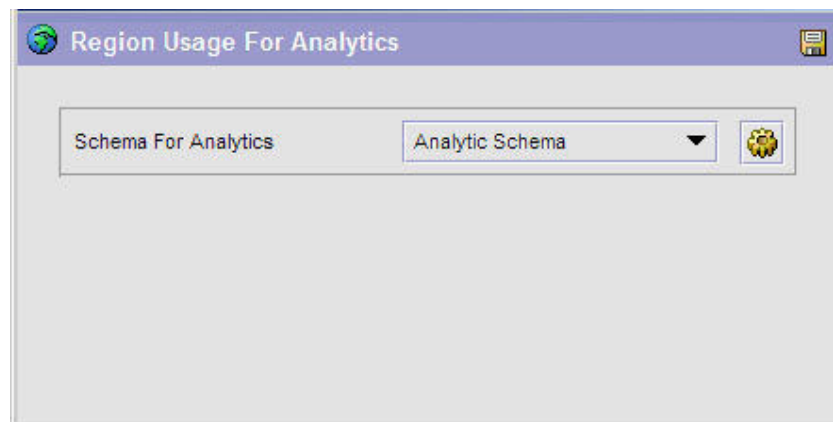 Region Usage For Analytics
Schema For Analytics Analytic Schema